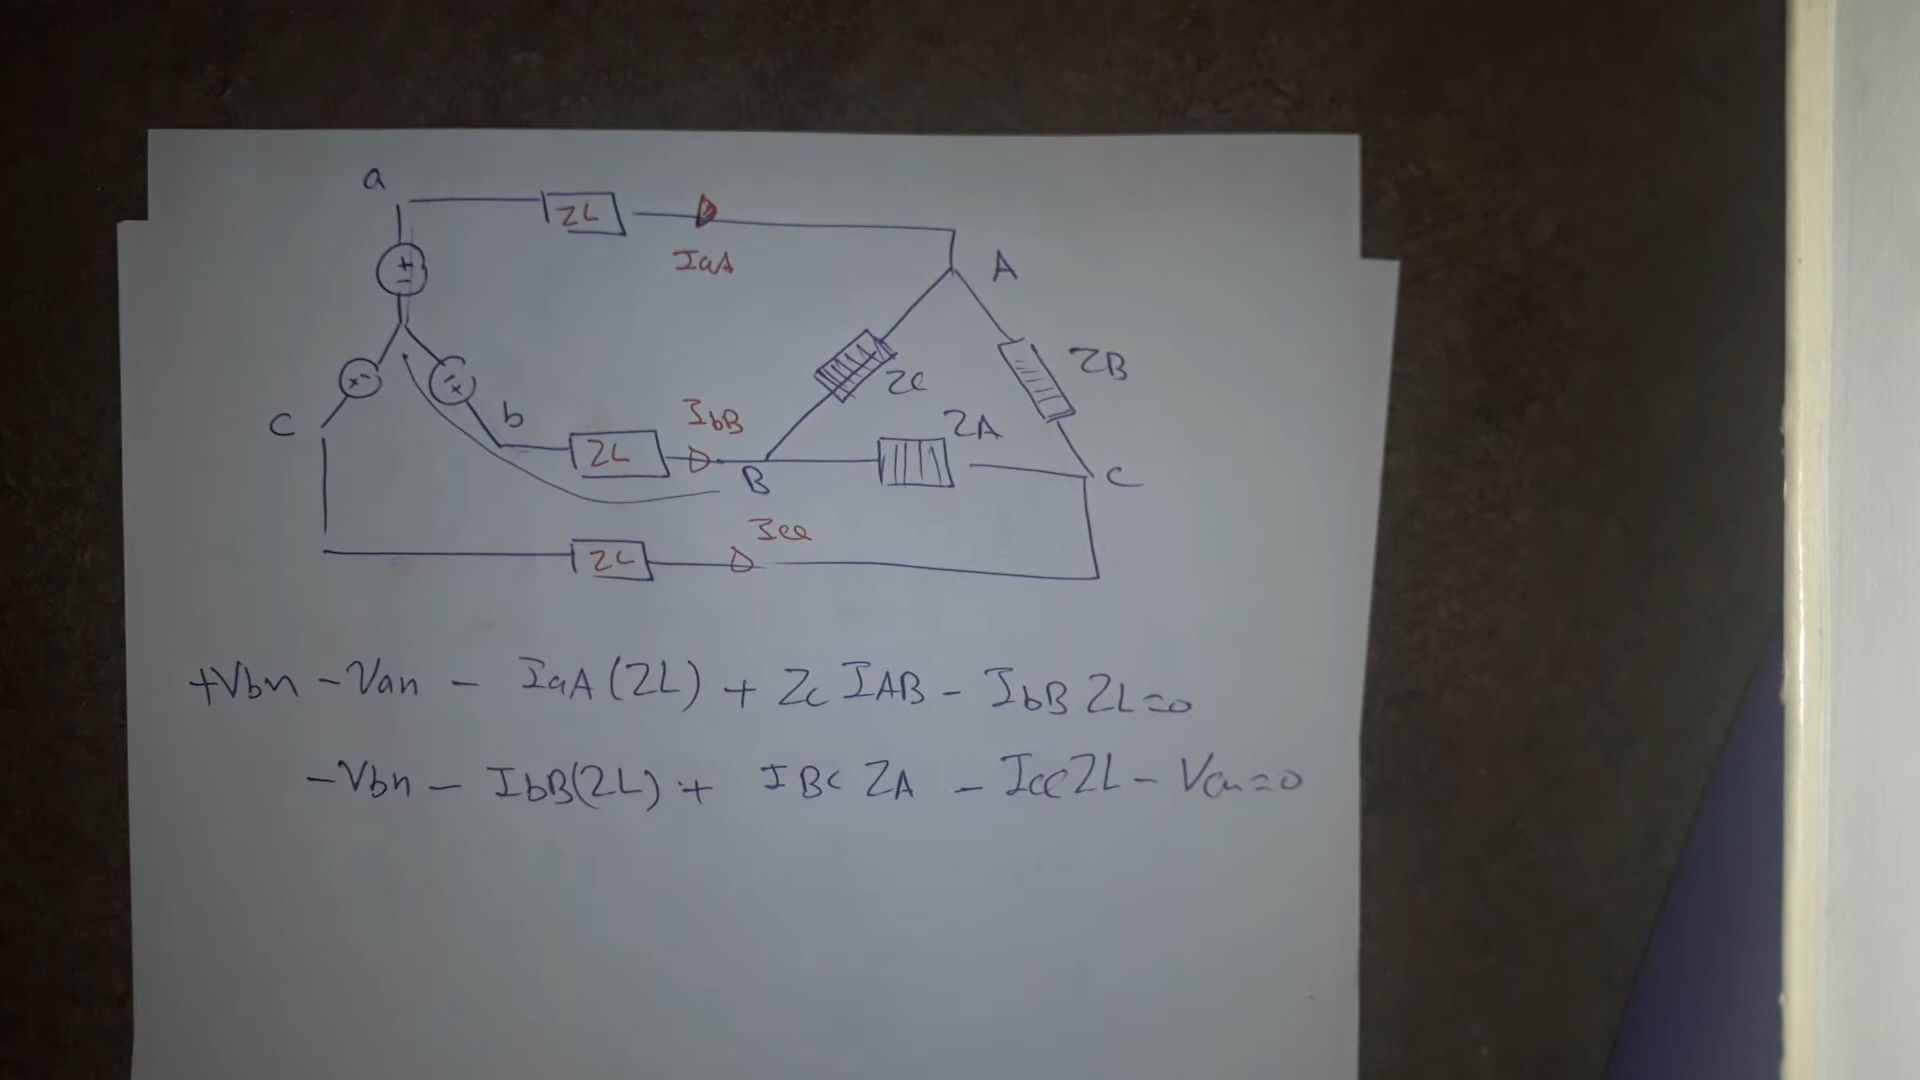 a
ZL
IaA
A
+
-
ZB
Zc
+ -
- +
b
IbB
ZA
C
ZL
B
C
Icc
ZL
+Vbn - Van - IaA (ZL) + Zc IAB - IbB ZL=0
-Vbn - IbB(ZL) + IBC ZA - Icc ZL - Vcn=0